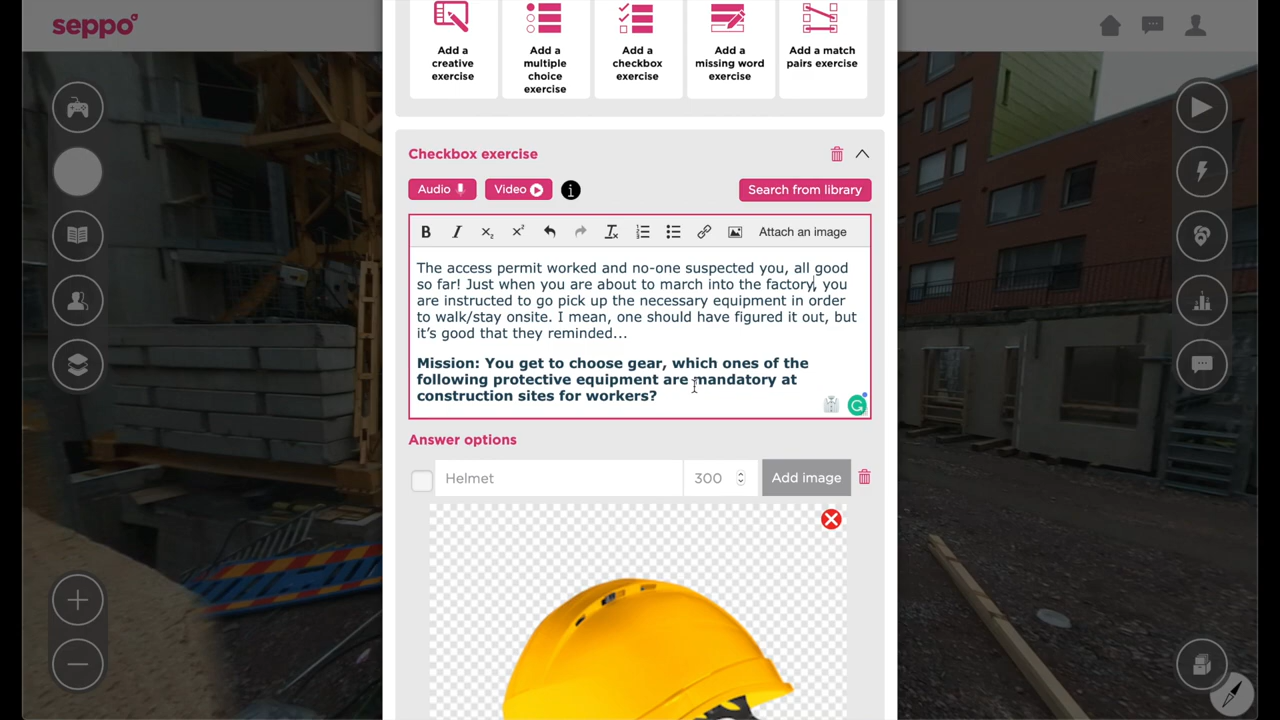 seppo
Add a creative exercise
Add a multiple choice exercise
Add a checkbox exercise
Add a missing word exercise
Add a match pairs exercise
Checkbox exercise
Audio
Video
i
Search from library
B I x₂ x² Tx Attach an image
The access permit worked and no-one suspected you, all good
so far! Just when you are about to march into the factory, you
are instructed to go pick up the necessary equipment in order
to walk/stay onsite. I mean, one should have figured it out, but
it's good that they reminded...
Mission: You get to choose gear, which ones of the
following protective equipment are mandatory at
construction sites for workers?
Answer options
Helmet 300 Add image